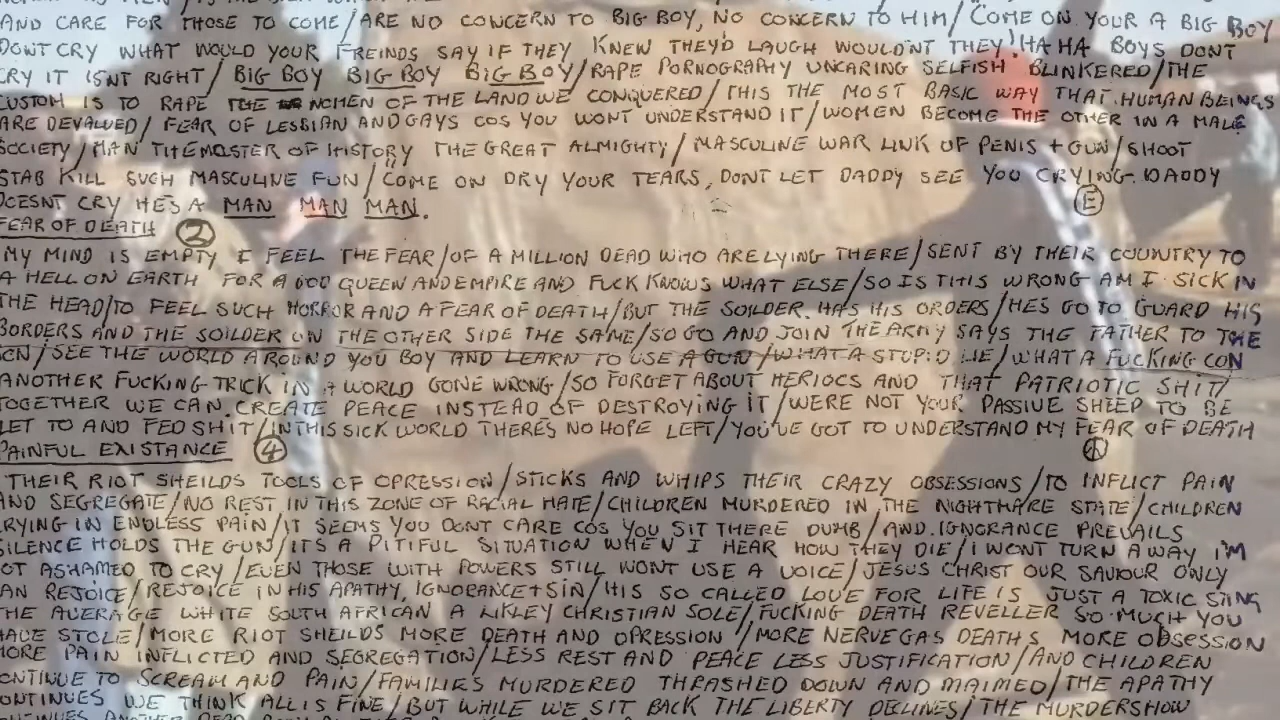 AND CARE FOR THOSE TO COME/ARE NO CONCERN TO BIG BOY, NO CONCERN TO HIM/COME ON YOUR A BIG BOY
DONT CRY WHAT WOULD YOUR FREINDS SAY IF THEY KNEW THEY'D LAUGH WOULDN'T THEY! HA HA BOYS DONT
CRY IT ISNT RIGHT/BIG BOY BIG BOY BIG BOY/RAPE PORNOGRAPHY UNCARING SELFISH BLINKERED/THE
CUSTOM IS TO RAPE THE WOMEN OF THE LAND WE CONQUERED/THIS THE MOST BASIC WAY THAT HUMAN BEINGS
ARE DEVALUED/FEAR OF LESBIAN AND GAYS COS YOU WONT UNDERSTAND IT/WOMEN BECOME THE OTHER IN A MALE
SOCIETY/MAN THE MASTER OF HISTORY THE GREAT ALMIGHTY/MASCULINE WAR LINK OF PENIS + GUN/SHOOT
STAB KILL SUCH MASCULINE FUN/COME ON DRY YOUR TEARS, DONT LET DADDY SEE YOU CRYING. DADDY
DOESNT CRY HE'S A MAN MAN MAN. E
FEAR OF DEATH 2
MY MIND IS EMPTY I FEEL THE FEAR/OF A MILLION DEAD WHO ARE LYING THERE/SENT BY THEIR COUNTRY TO
A HELL ON EARTH FOR A GOD QUEEN AND EMPIRE AND FUCK KNOWS WHAT ELSE/SO IS THIS WRONG AM I SICK IN
THE HEAD/TO FEEL SUCH HORROR AND A FEAR OF DEATH/BUT THE SOILDER HAS HIS ORDERS/HES GO TO GUARD HIS
BORDERS AND THE SOILDER ON THE OTHER SIDE THE SAME/SO GO AND JOIN THE ARMY SAYS THE FATHER TO THE
SON/SEE THE WORLD AROUND YOU BOY AND LEARN TO USE A GUN/WHAT A STUPID LIE/WHAT A FUCKING CON
ANOTHER FUCKING TRICK IN A WORLD GONE WRONG/SO FORGET ABOUT HERIOCS AND THAT PATRIOTIC SHIT/
TOGETHER WE CAN CREATE PEACE INSTEAD OF DESTROYING IT/WERE NOT YOUR PASSIVE SHEEP TO BE
LET TO AND FED SHIT/IN THIS SICK WORLD THERES NO HOPE LEFT/YOU'VE GOT TO UNDERSTAND MY FEAR OF DEATH
PAINFUL EXISTANCE 4
THEIR RIOT SHEILDS TOOLS OF OPRESSION/STICKS AND WHIPS THEIR CRAZY OBSESSIONS/TO INFLICT PAIN
AND SEGREGATE/NO REST IN THIS ZONE OF RACIAL HATE/CHILDREN MURDERED IN THE NIGHTMARE STATE/CHILDREN
CRYING IN ENDLESS PAIN/IT SEEMS YOU DONT CARE COS YOU SIT THERE DUMB/AND IGNORANCE PREVAILS
SILENCE HOLDS THE GUN/ITS A PITIFUL SITUATION WHEN I HEAR HOW THEY DIE/I WONT TURN AWAY I'M
NOT ASHAMED TO CRY/EVEN THOSE WITH POWERS STILL WONT USE A VOICE/JESUS CHRIST OUR SAVIOUR ONLY
CAN REJOICE/REJOICE IN HIS APATHY, IGNORANCE + SIN/HIS SO CALLED LOVE FOR LIFE IS JUST A TOXIC STING
THE AVERAGE WHITE SOUTH AFRICAN A LIKLEY CHRISTIAN SOLE/FUCKING DEATH REVELLER SO MUCH YOU
HAVE STOLE/MORE RIOT SHEILDS MORE DEATH AND OPRESSION/MORE NERVE GAS DEATHS MORE OBSESSION
MORE PAIN INFLICTED AND SEGREGATION/LESS REST AND PEACE LESS JUSTIFICATION/AND CHILDREN
CONTINUE TO SCREAM AND PAIN/FAMILIES MURDERED THRASHED DOWN AND MAIMED/THE APATHY
CONTINUES WE THINK ALL IS FINE/BUT WHILE WE SIT BACK THE LIBERTY DECLINES/THE MURDERSHOW